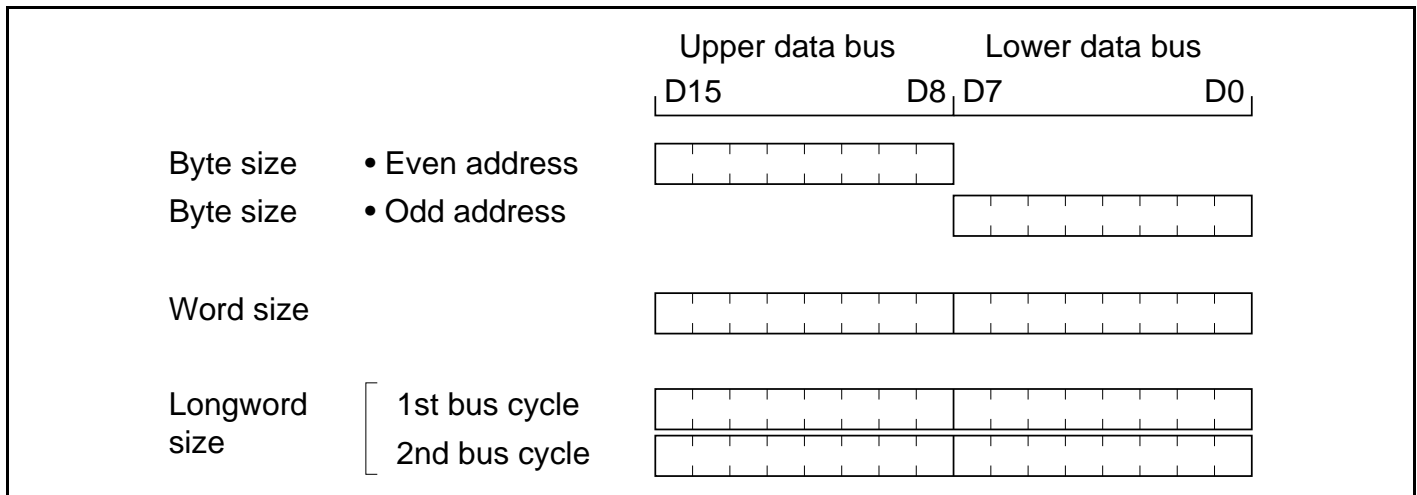 Upper data bus Lower data bus
D15 D8 D7 D0
Byte size • Even address
Byte size • Odd address
Word size
Longword size
1st bus cycle
2nd bus cycle